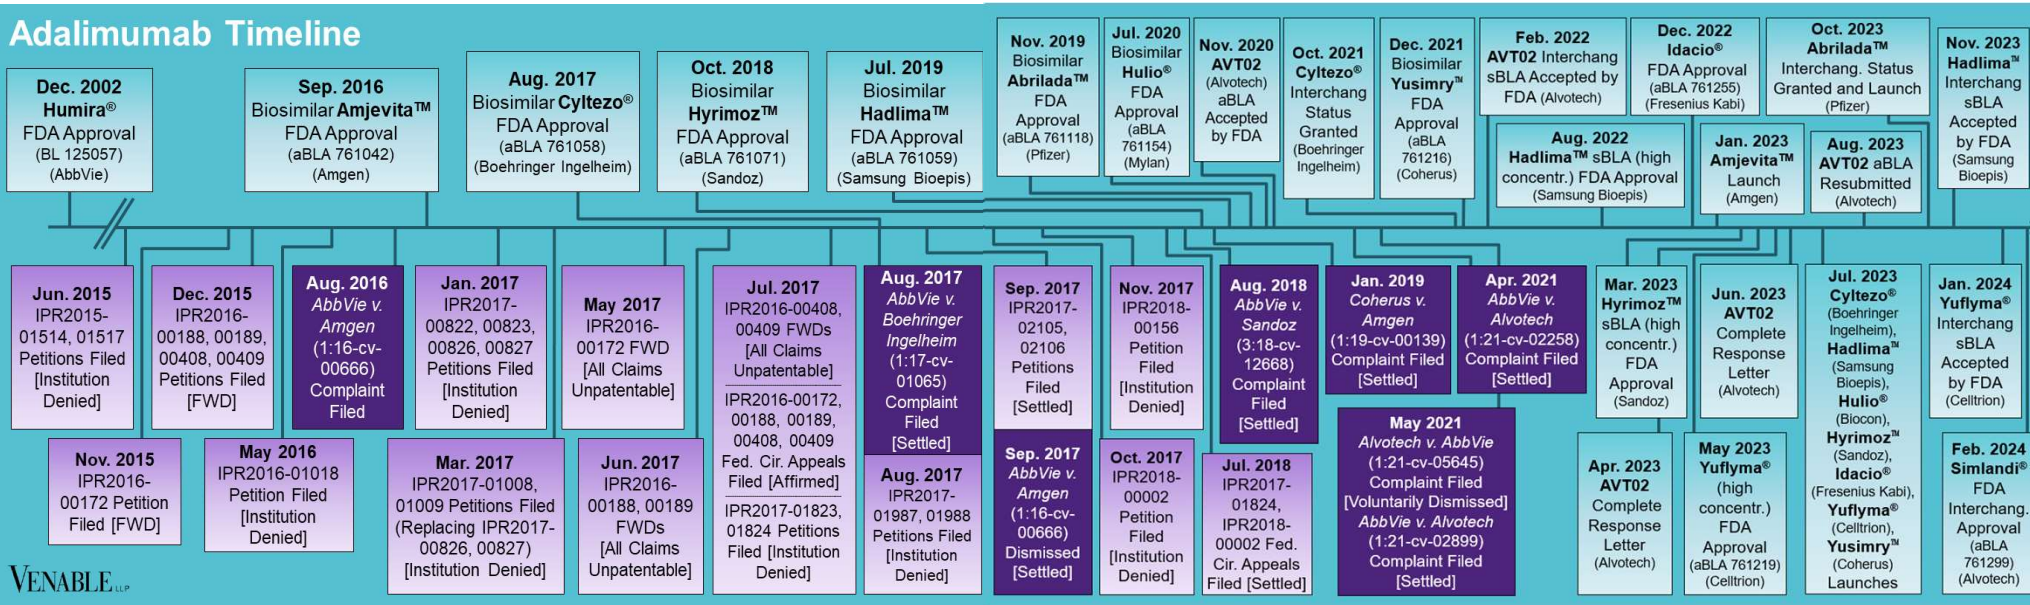 Adalimumab Timeline
Dec. 2002
Humira®
FDA Approval
(BL 125057)
(AbbVie)
Sep. 2016
Biosimilar Amjevita™
FDA Approval
(aBLA 761042)
(Amgen)
Aug. 2017
Biosimilar Cyltezo®
FDA Approval
(aBLA 761058)
(Boehringer Ingelheim)
Oct. 2018
Biosimilar
Hyrimoz™
FDA Approval
(aBLA 761071)
(Sandoz)
Jul. 2019
Biosimilar
Hadlima™
FDA Approval
(aBLA 761059)
(Samsung Bioepis)
Nov. 2019
Biosimilar
Abrilada™
FDA
Approval
(aBLA 761118)
(Pfizer)
Jul. 2020
Biosimilar
Hulio®
FDA
Approval
(aBLA
761154)
(Mylan)
Nov. 2020
AVT02
(Alvotech)
aBLA
Accepted
by FDA
Oct. 2021
Cyltezo®
Interchang
Status
Granted
(Boehringer
Ingelheim)
Dec. 2021
Biosimilar
Yusimry™
FDA
Approval
(aBLA
761216)
(Coherus)
Feb. 2022
AVT02 Interchang
sBLA Accepted by
FDA (Alvotech)
Aug. 2022
Hadlima™ sBLA (high
concentr.) FDA Approval
(Samsung Bioepis)
Dec. 2022
Idacio®
FDA Approval
(aBLA 761255)
(Fresenius Kabi)
Jan. 2023
Amjevita™
Launch
(Amgen)
Oct. 2023
Abrilada™
Interchang. Status
Granted and Launch
(Pfizer)
Aug. 2023
AVT02 aBLA
Resubmitted
(Alvotech)
Nov. 2023
Hadlima™
Interchang
sBLA
Accepted
by FDA
(Samsung
Bioepis)
Jun. 2015
IPR2015-
01514, 01517
Petitions Filed
[Institution
Denied]
Nov. 2015
IPR2016-
00172 Petition
Filed [FWD]
Dec. 2015
IPR2016-
00188, 00189,
00408, 00409
Petitions Filed
[FWD]
May 2016
IPR2016-01018
Petition Filed
[Institution
Denied]
Aug. 2016
AbbVie v.
Amgen
(1:16-cv-
00666)
Complaint
Filed
Jan. 2017
IPR2017-
00822, 00823,
00826, 00827
Petitions Filed
[Institution
Denied]
Mar. 2017
IPR2017-01008,
01009 Petitions Filed
(Replacing IPR2017-
00826, 00827)
[Institution Denied]
May 2017
IPR2016-
00172 FWD
[All Claims
Unpatentable]
Jun. 2017
IPR2016-
00188, 00189
FWDs
[All Claims
Unpatentable]
Jul. 2017
IPR2016-00408,
00409 FWDs
[All Claims
Unpatentable]
IPR2016-00172,
00188, 00189,
00408, 00409
Fed. Cir. Appeals
Filed [Affirmed]
IPR2017-01823,
01824 Petitions
Filed [Institution
Denied]
Aug. 2017
AbbVie v.
Boehringer
Ingelheim
(1:17-cv-
01065)
Complaint
Filed
[Settled]
Aug. 2017
IPR2017-
01987, 01988
Petitions Filed
[Institution
Denied]
Sep. 2017
IPR2017-
02105,
02106
Petitions
Filed
[Settled]
Sep. 2017
AbbVie v.
Amgen
(1:16-cv-
00666)
Dismissed
[Settled]
Nov. 2017
IPR2018-
00156
Petition
Filed
[Institution
Denied]
Oct. 2017
IPR2018-
00002
Petition
Filed
[Institution
Denied]
Aug. 2018
AbbVie v.
Sandoz
(3:18-cv-
12668)
Complaint
Filed
[Settled]
Jul. 2018
IPR2017-
01824,
IPR2018-
00002 Fed.
Cir. Appeals
Filed [Settled]
Jan. 2019
Coherus v.
Amgen
(1:19-cv-00139)
Complaint Filed
[Settled]
Apr. 2021
AbbVie v.
Alvotech
(1:21-cv-02258)
Complaint Filed
[Settled]
May 2021
Alvotech v. AbbVie
(1:21-cv-05645)
Complaint Filed
[Voluntarily Dismissed]
AbbVie v. Alvotech
(1:21-cv-02899)
Complaint Filed
[Settled]
Mar. 2023
Hyrimoz™
sBLA (high
concentr.)
FDA
Approval
(Sandoz)
Apr. 2023
AVT02
Complete
Response
Letter
(Alvotech)
Jun. 2023
AVT02
Complete
Response
Letter
(Alvotech)
May 2023
Yuflyma®
(high
concentr.)
FDA
Approval
(aBLA 761219)
(Celltrion)
Jul. 2023
Cyltezo®
(Boehringer
Ingelheim),
Hadlima™
(Samsung
Bioepis),
Hulio®
(Biocon),
Hyrimoz™
(Sandoz),
Idacio®
(Fresenius Kabi),
Yuflyma®
(Celltrion),
Yusimry™
(Coherus)
Launches
Jan. 2024
Yuflyma®
Interchang
sBLA
Accepted
by FDA
(Celltrion)
Feb. 2024
Simlandi®
FDA
Interchang.
Approval
(aBLA
761299)
(Alvotech)
VENABLE LLP